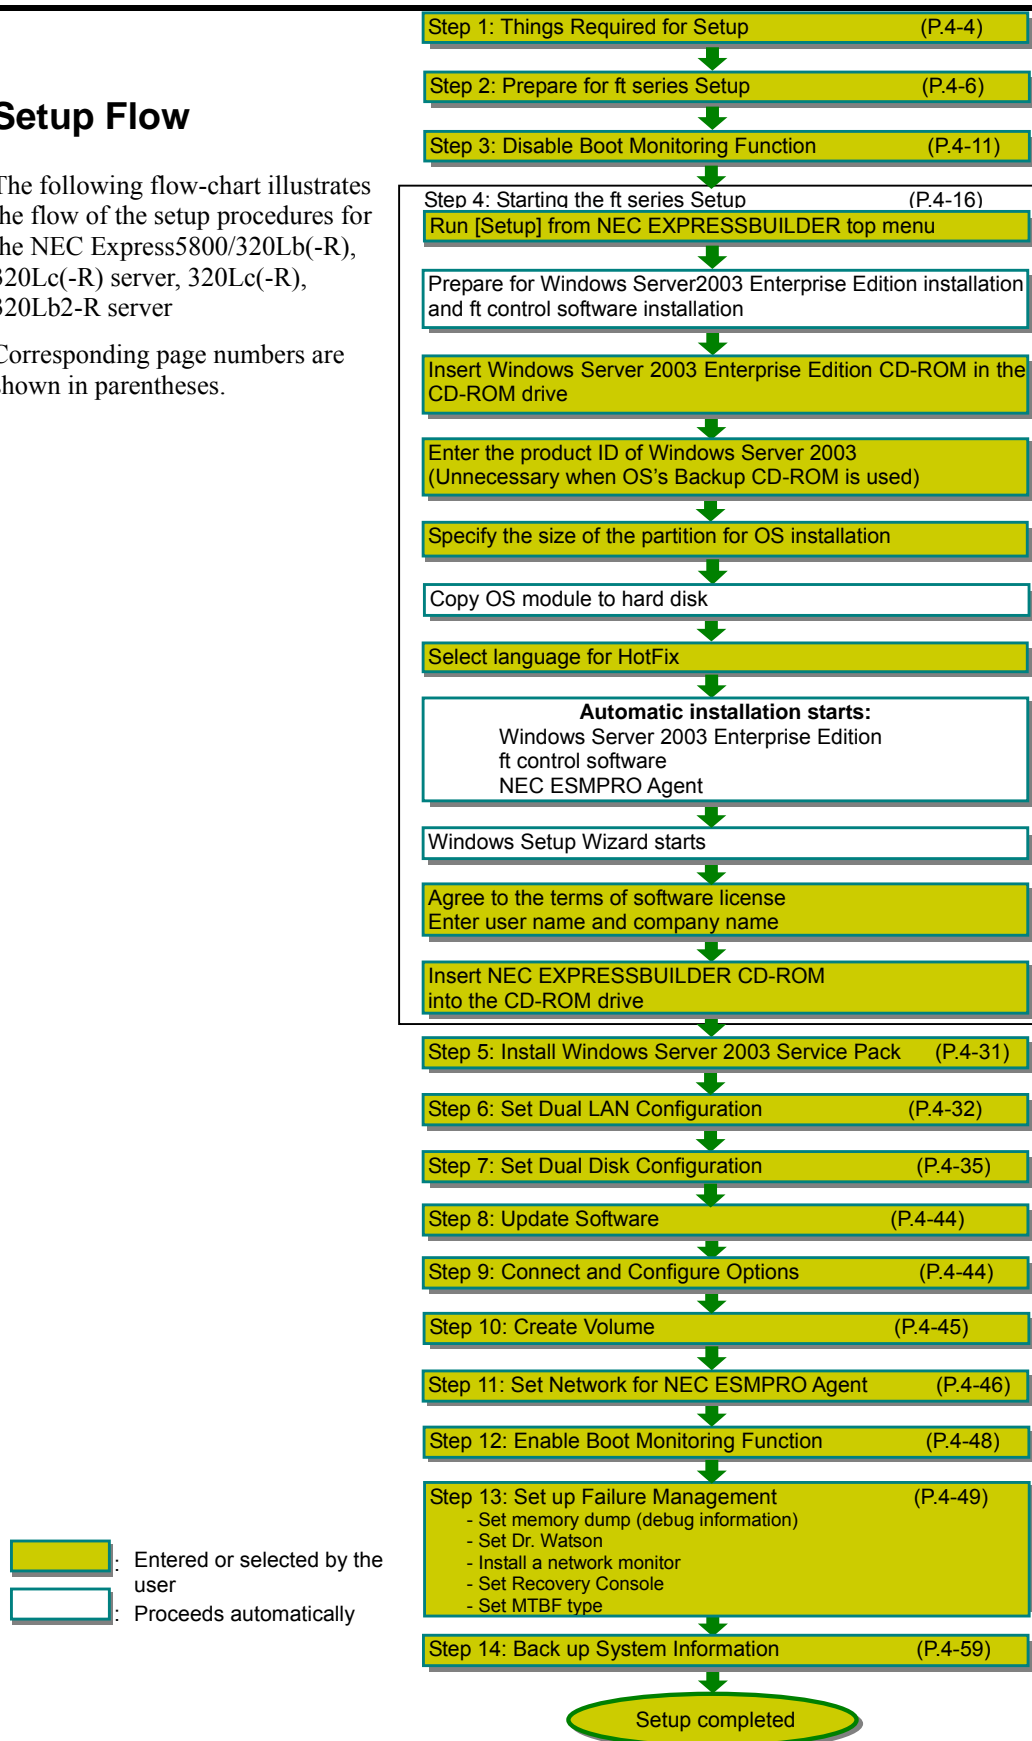 Setup Flow
The following flow-chart illustrates
the flow of the setup procedures for
the NEC Express5800/320Lb(-R),
320Lc(-R) server, 320Lc(-R),
320Lb2-R server
Corresponding page numbers are
shown in parentheses.
Step 1: Things Required for Setup (P.4-4)
Step 2: Prepare for ft series Setup (P.4-6)
Step 3: Disable Boot Monitoring Function (P.4-11)
Step 4: Starting the ft series Setup (P.4-16)
Run [Setup] from NEC EXPRESSBUILDER top menu
Prepare for Windows Server2003 Enterprise Edition installation
and ft control software installation
Insert Windows Server 2003 Enterprise Edition CD-ROM in the
CD-ROM drive
Enter the product ID of Windows Server 2003
(Unnecessary when OS's Backup CD-ROM is used)
Specify the size of the partition for OS installation
Copy OS module to hard disk
Select language for HotFix
Automatic installation starts:
Windows Server 2003 Enterprise Edition
ft control software
NEC ESMPRO Agent
Windows Setup Wizard starts
Agree to the terms of software license
Enter user name and company name
Insert NEC EXPRESSBUILDER CD-ROM
into the CD-ROM drive
Step 5: Install Windows Server 2003 Service Pack (P.4-31)
Step 6: Set Dual LAN Configuration (P.4-32)
Step 7: Set Dual Disk Configuration (P.4-35)
Step 8: Update Software (P.4-44)
Step 9: Connect and Configure Options (P.4-44)
Step 10: Create Volume (P.4-45)
Step 11: Set Network for NEC ESMPRO Agent (P.4-46)
Step 12: Enable Boot Monitoring Function (P.4-48)
Step 13: Set up Failure Management (P.4-49)
- Set memory dump (debug information)
- Set Dr. Watson
- Install a network monitor
- Set Recovery Console
- Set MTBF type
Step 14: Back up System Information (P.4-59)
Setup completed
: Entered or selected by the
user
: Proceeds automatically